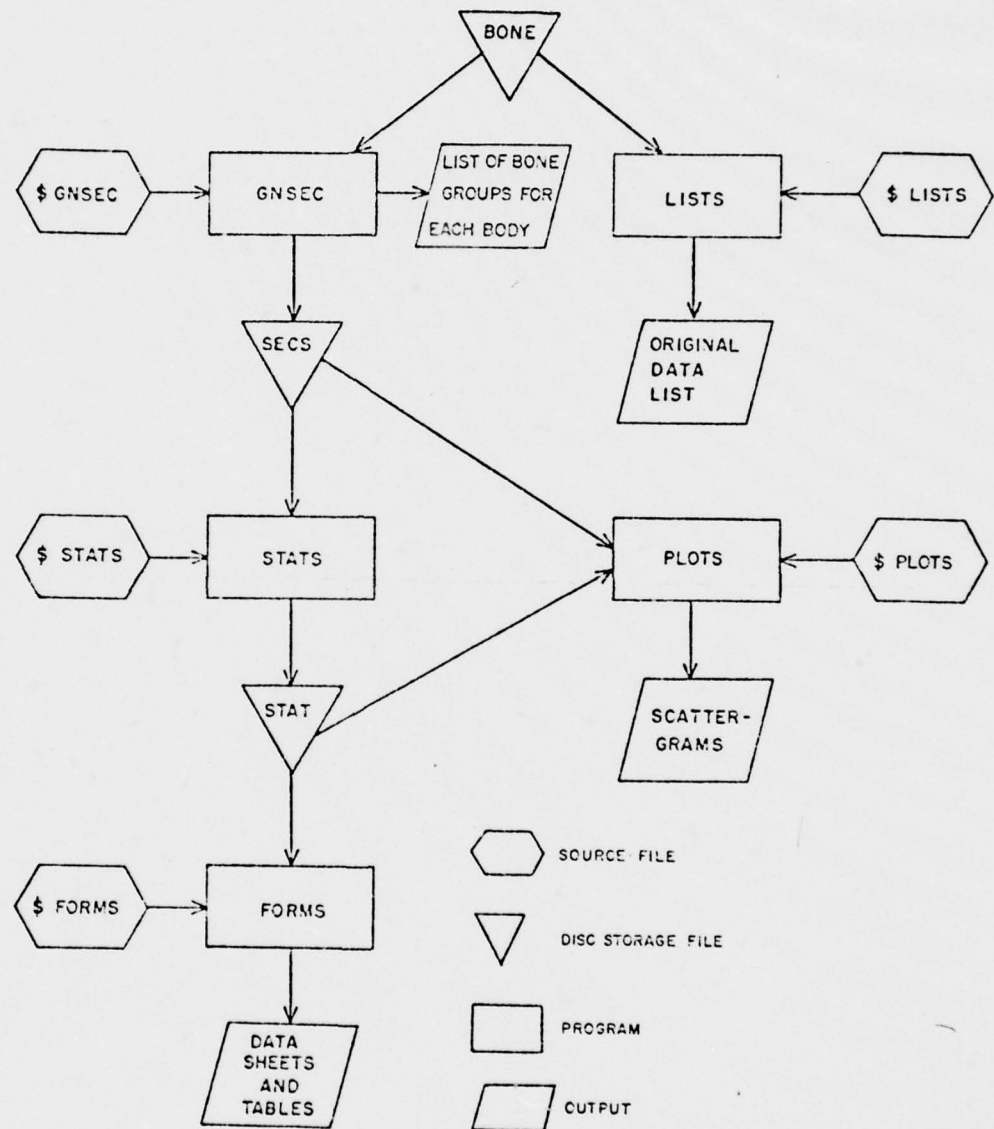 BONE
$ GNSEC
GNSEC
LIST OF BONE
GROUPS FOR
EACH BODY
LISTS
$ LISTS
SECS
ORIGINAL
DATA
LIST
$ STATS
STATS
PLOTS
$ PLOTS
STAT
SCATTER-
GRAMS
$ FORMS
FORMS
DATA
SHEETS
AND
TABLES
SOURCE FILE
DISC STORAGE FILE
PROGRAM
OUTPUT